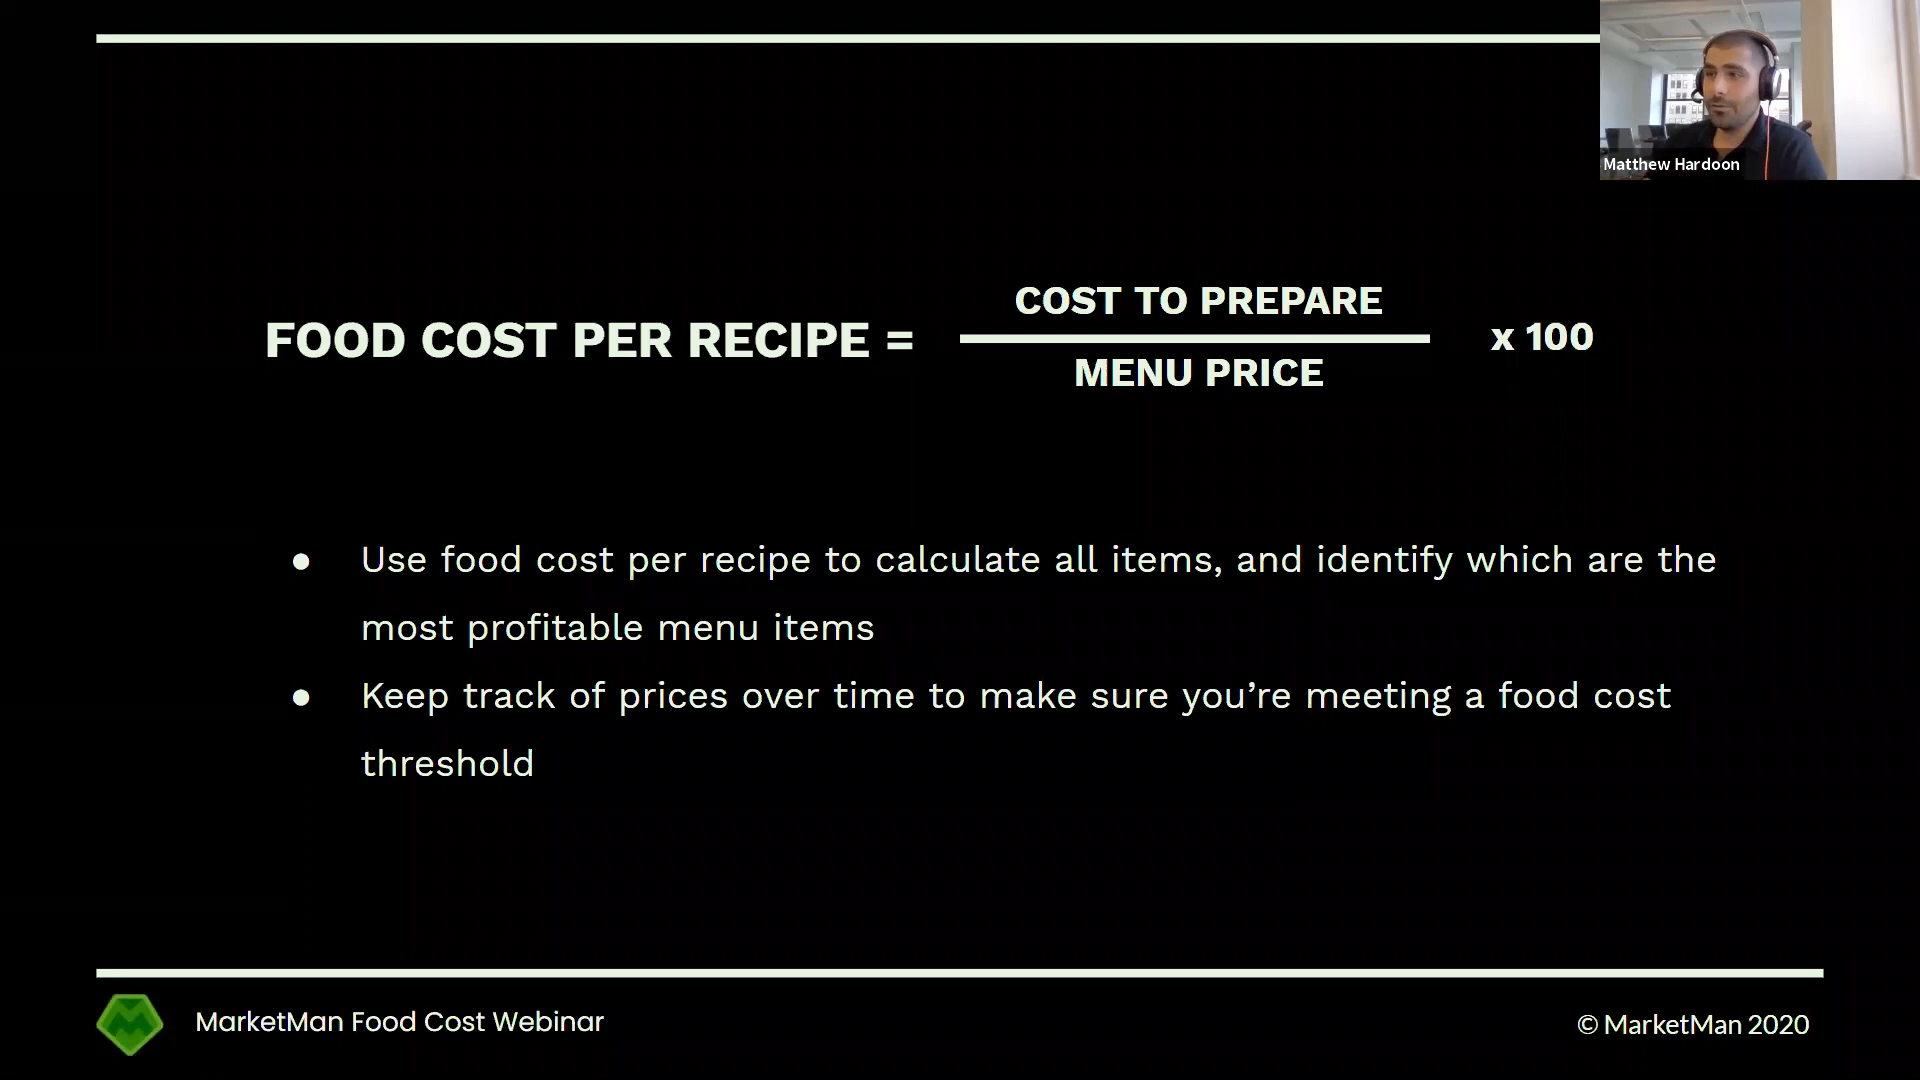 Matthew Hardoon
FOOD COST PER RECIPE =
COST TO PREPARE
MENU PRICE
x 100
● Use food cost per recipe to calculate all items, and identify which are the
most profitable menu items
● Keep track of prices over time to make sure you’re meeting a food cost
threshold
MarketMan Food Cost Webinar
© MarketMan 2020